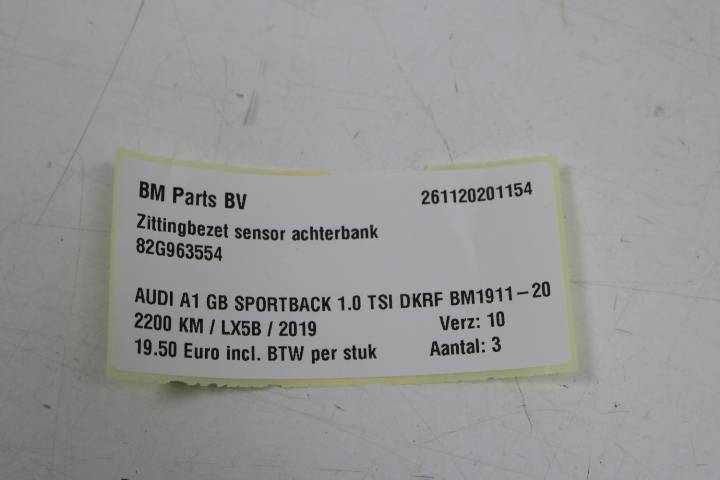 BM Parts BV 261120201154
Zittingbezet sensor achterbank
82G963554
AUDI A1 GB SPORTBACK 1.0 TSI DKRF BM1911-20
2200 KM / LX5B / 2019 Verz: 10
19.50 Euro incl. BTW per stuk Aantal: 3